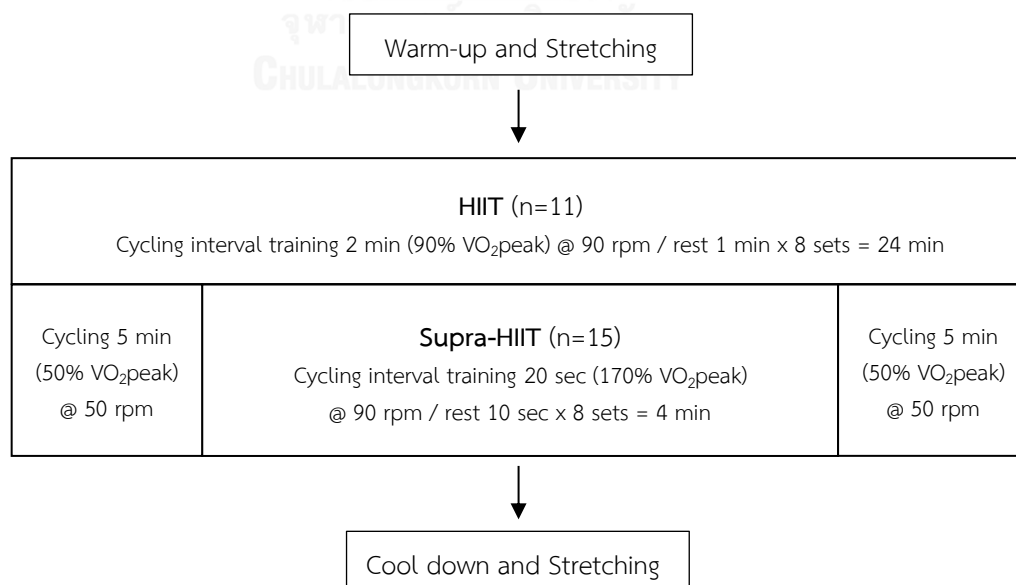 Warm-up and Stretching
CHULALONGKORN UNIVERSITY
HIIT (n=11)
Cycling interval training 2 min (90% VO₂peak) @ 90 rpm / rest 1 min x 8 sets = 24 min
Cycling 5 min
(50% VO₂peak)
@ 50 rpm
Supra-HIIT (n=15)
Cycling interval training 20 sec (170% VO₂peak)
@ 90 rpm / rest 10 sec x 8 sets = 4 min
Cycling 5 min
(50% VO₂peak)
@ 50 rpm
Cool down and Stretching